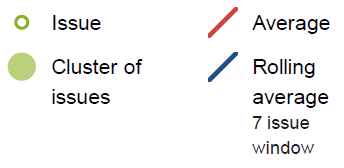 Issue
Cluster of
issues
Average
Rolling
average
7 issue
window